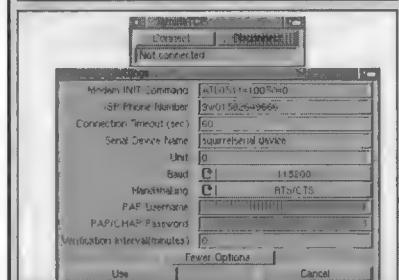 Connect Disconnect
Not connected
Modem INIT Command
ISP Phone Number
Connection Timeout (sec) 60
Serial Device Name squirrelserial.device
Unit 0
Baud 115200
Handshaking RTS/CTS
PAP Username
PAP/CHAP Password
Verification Interval(minutes) 0
Fewer Options
Use Cancel